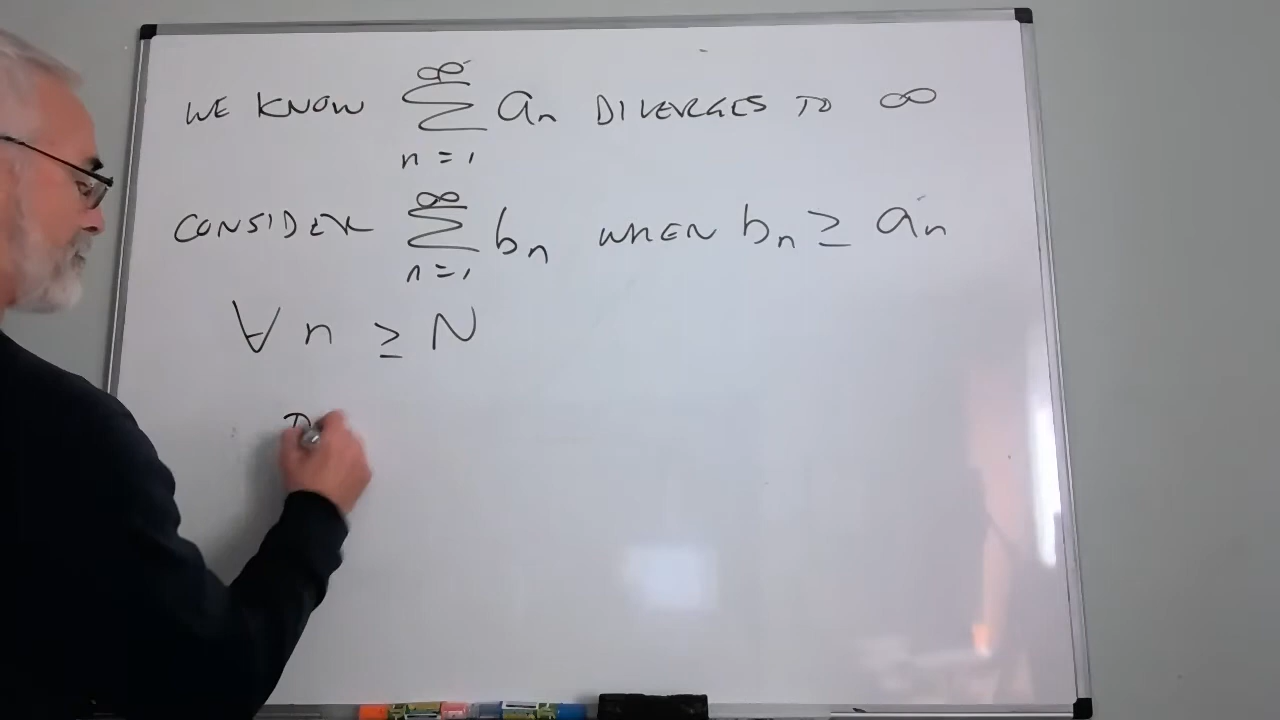 WE KNOW ∞ Σ n=1 aₙ DIVERGES TO ∞
CONSIDER ∞ Σ n=1 bₙ WHEN bₙ ≥ aₙ
∀ n ≥ N